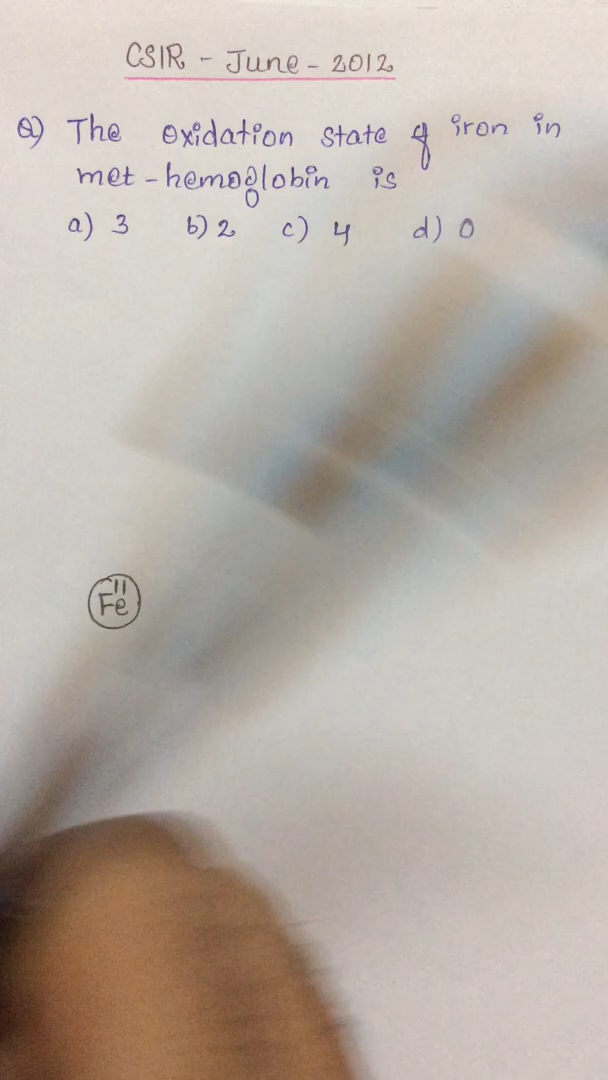 CSIR - June - 2012
Q) The oxidation state of iron in
met-hemoglobin is
a) 3 b) 2 c) 4 d) 0
II
Fe